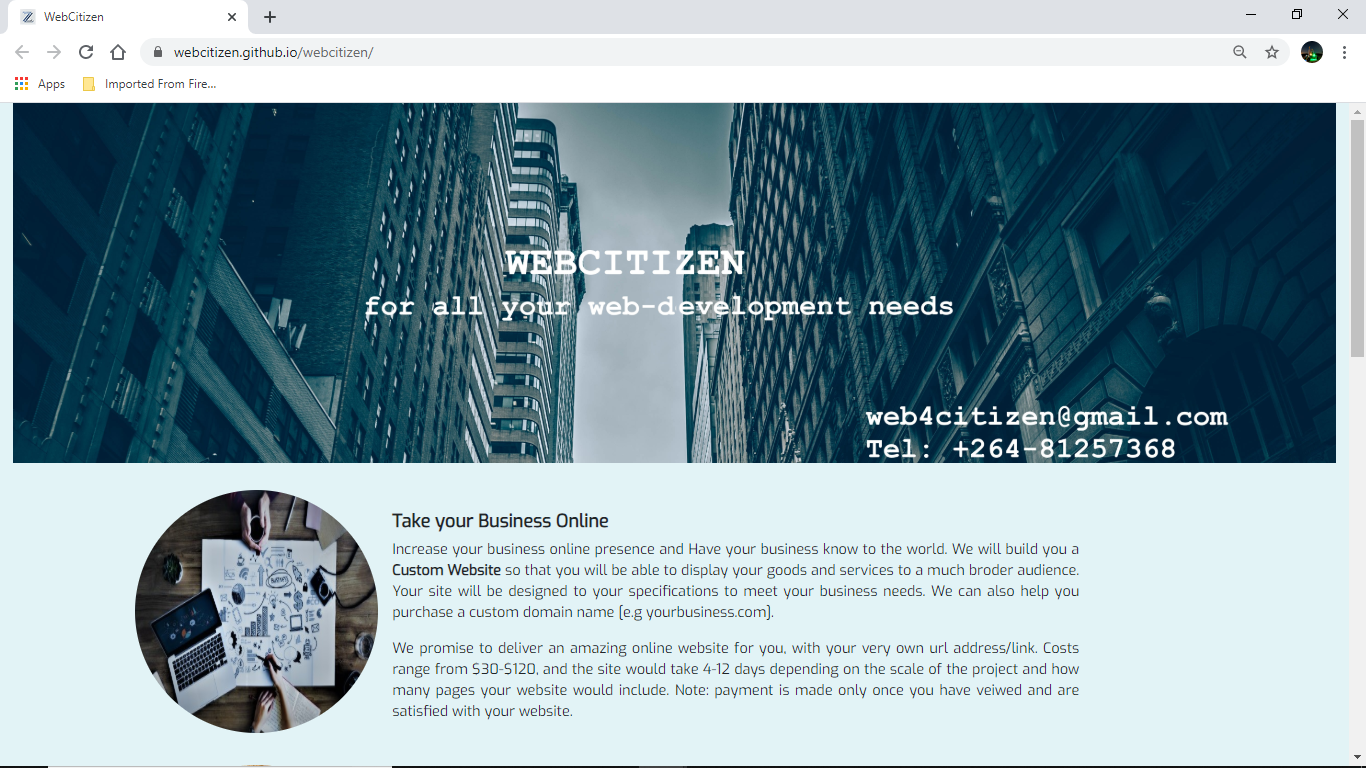 WebCitizen
webcitizen.github.io/webcitizen/
Apps
Imported From Fire...
WEBCITIZEN
for all your web-development needs
web4citizen@gmail.com
Tel: +264-81257368
Take your Business Online
Increase your business online presence and Have your business know to the world. We will build you a
Custom Website so that you will be able to display your goods and services to a much broder audience.
Your site will be designed to your specifications to meet your business needs. We can also help you
purchase a custom domain name [e.g yourbusiness.com].
We promise to deliver an amazing online website for you, with your very own url address/link. Costs
range from $30-$120, and the site would take 4-12 days depending on the scale of the project and how
many pages your website would include. Note: payment is made only once you have veiwed and are
satisfied with your website.